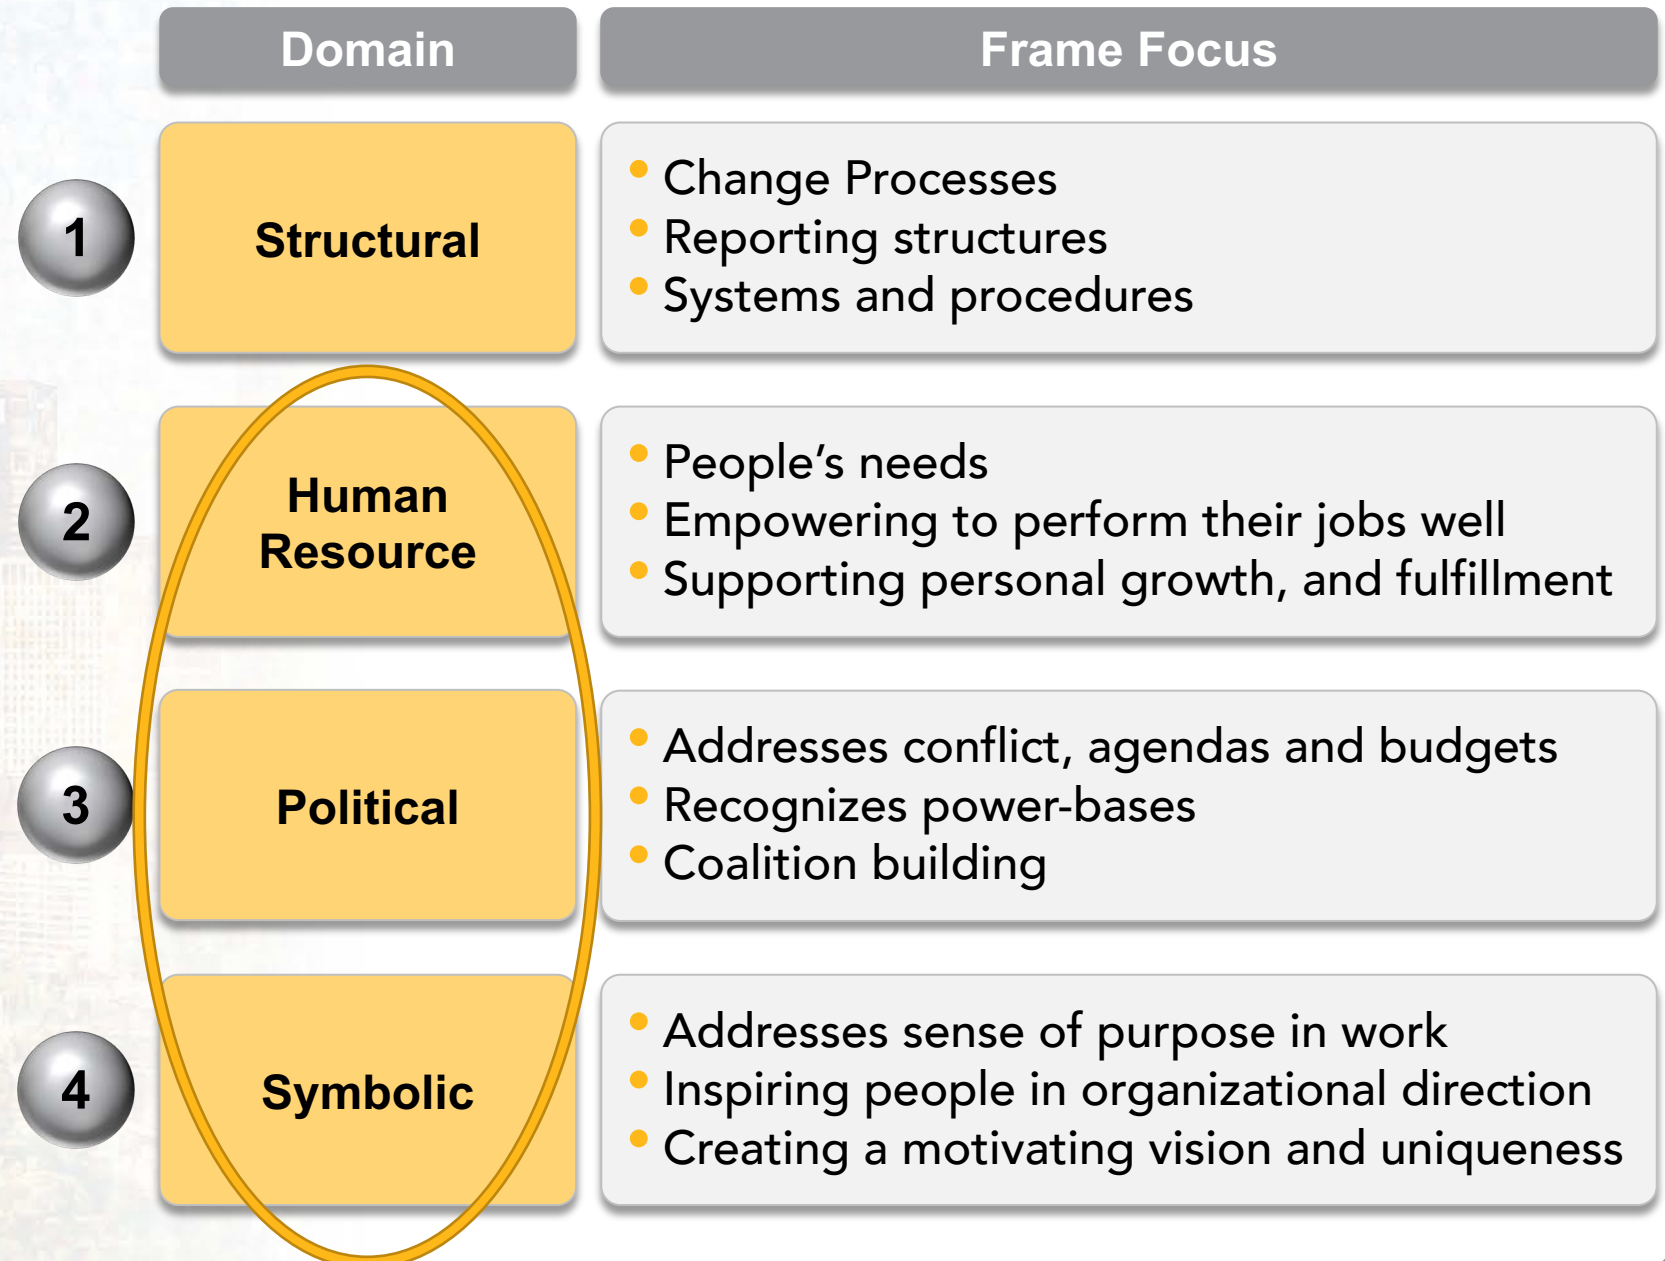 Domain
Frame Focus
1
Structural
• Change Processes
• Reporting structures
• Systems and procedures
2
Human
Resource
• People’s needs
• Empowering to perform their jobs well
• Supporting personal growth, and fulfillment
3
Political
• Addresses conflict, agendas and budgets
• Recognizes power-bases
• Coalition building
4
Symbolic
• Addresses sense of purpose in work
• Inspiring people in organizational direction
• Creating a motivating vision and uniqueness